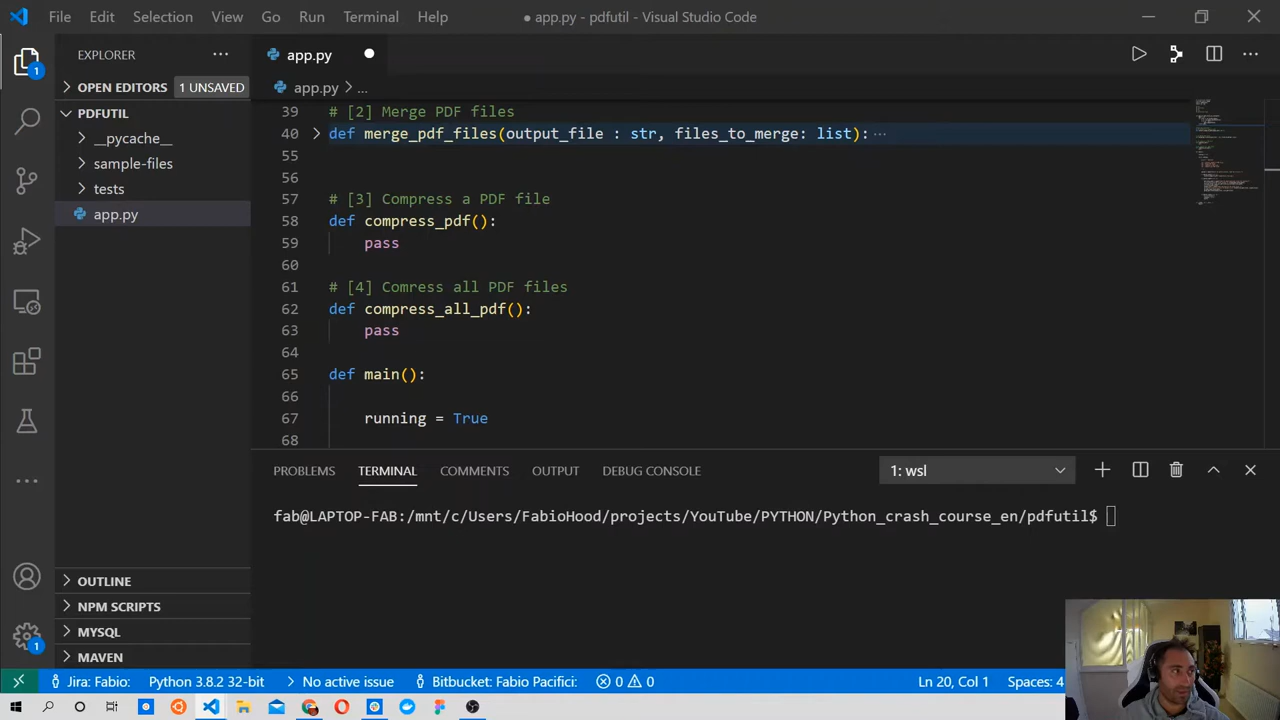 File Edit Selection View Go Run Terminal Help
● app.py - pdfutil - Visual Studio Code
EXPLORER
1
OPEN EDITORS 1 UNSAVED
PDFUTIL
__pycache__
sample-files
tests
app.py
OUTLINE
NPM SCRIPTS
MYSQL
MAVEN
1
app.py
app.py > ...
39 # [2] Merge PDF files
40 def merge_pdf_files(output_file : str, files_to_merge: list): ...
55
56
57 # [3] Compress a PDF file
58 def compress_pdf():
59 pass
60
61 # [4] Comress all PDF files
62 def compress_all_pdf():
63 pass
64
65 def main():
66
67 running = True
68
PROBLEMS TERMINAL COMMENTS OUTPUT DEBUG CONSOLE
1: wsl
fab@LAPTOP-FAB:/mnt/c/Users/FabioHood/projects/YouTube/PYTHON/Python_crash_course_en/pdfutil$
Jira: Fabio: Python 3.8.2 32-bit No active issue Bitbucket: Fabio Pacifici: 0 0 Ln 20, Col 1 Spaces: 4